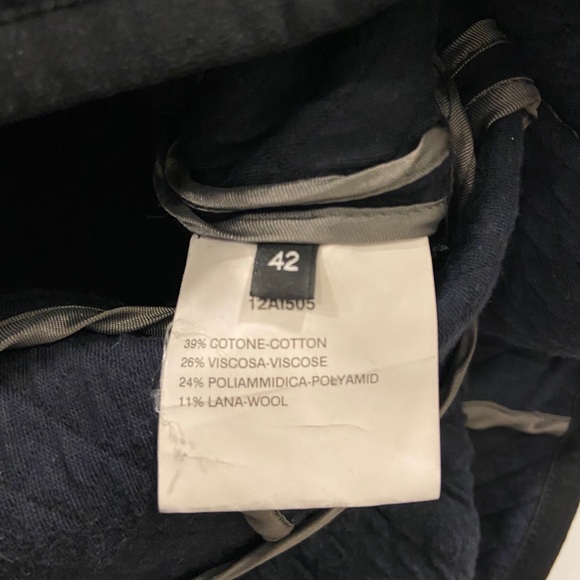 42
12AI505
39% COTONE-COTTON
26% VISCOSA-VISCOSE
24% POLIAMMIDICA-POLYAMID
11% LANA-WOOL